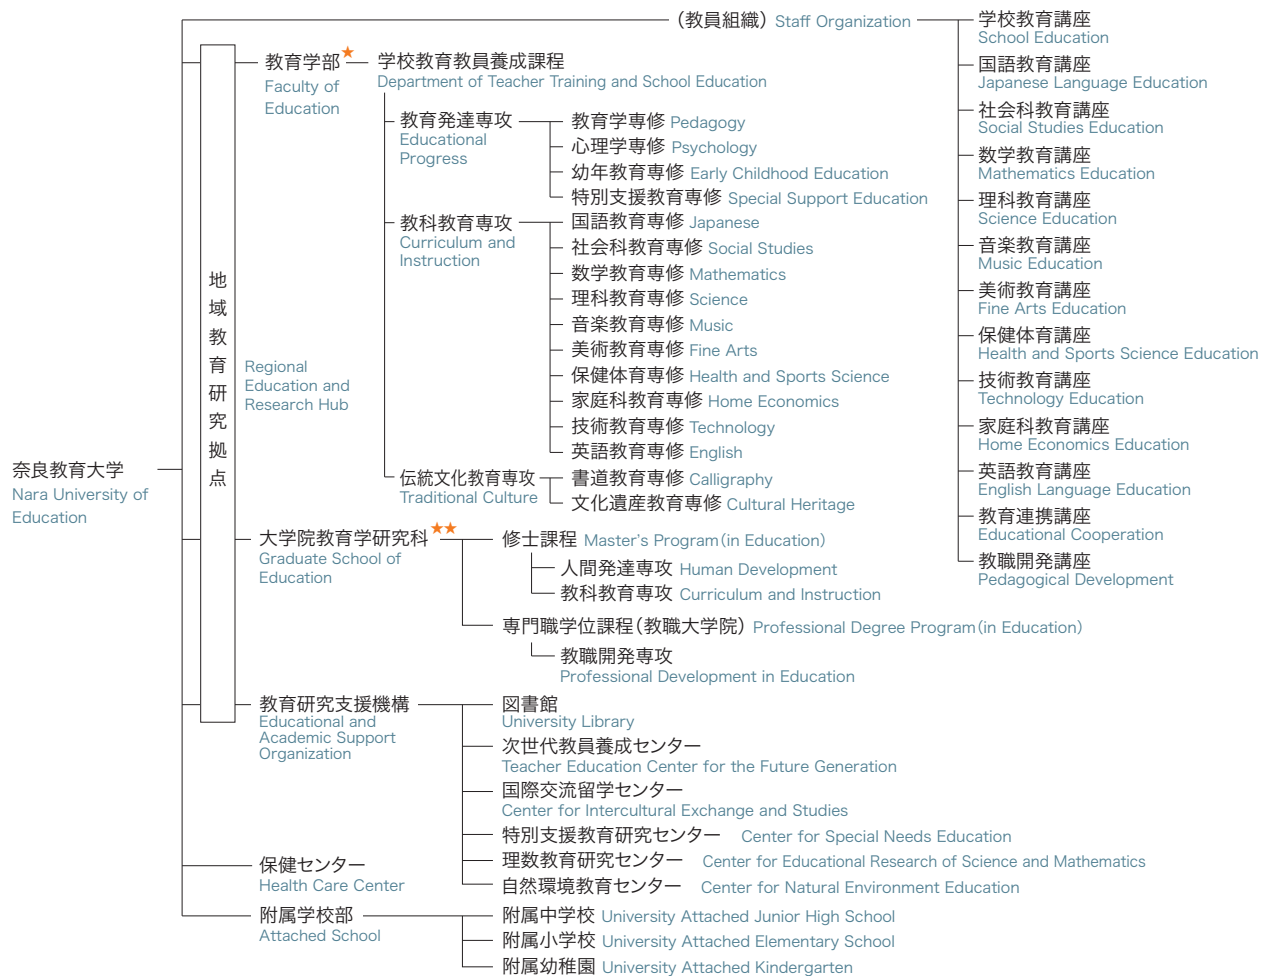 奈良教育大学
Nara University of
Education
地域教育研究拠点
Regional
Education and
Research Hub
教育学部★
Faculty of
Education
学校教育教員養成課程
Department of Teacher Training and School Education
教育発達専攻
Educational
Progress
教育学専修 Pedagogy
心理学専修 Psychology
幼年教育専修 Early Childhood Education
特別支援教育専修 Special Support Education
教科教育専攻
Curriculum and
Instruction
国語教育専修 Japanese
社会科教育専修 Social Studies
数学教育専修 Mathematics
理科教育専修 Science
音楽教育専修 Music
美術教育専修 Fine Arts
保健体育専修 Health and Sports Science
家庭科教育専修 Home Economics
技術教育専修 Technology
英語教育専修 English
伝統文化教育専攻
Traditional Culture
書道教育専修 Calligraphy
文化遺産教育専修 Cultural Heritage
大学院教育学研究科★★
Graduate School of
Education
修士課程 Master's Program(in Education)
人間発達専攻 Human Development
教科教育専攻 Curriculum and Instruction
専門職学位課程(教職大学院) Professional Degree Program(in Education)
教職開発専攻
Professional Development in Education
教育研究支援機構
Educational and
Academic Support
Organization
図書館
University Library
次世代教員養成センター
Teacher Education Center for the Future Generation
国際交流留学センター
Center for Intercultural Exchange and Studies
特別支援教育研究センター Center for Special Needs Education
理数教育研究センター Center for Educational Research of Science and Mathematics
自然環境教育センター Center for Natural Environment Education
保健センター
Health Care Center
附属学校部
Attached School
附属中学校 University Attached Junior High School
附属小学校 University Attached Elementary School
附属幼稚園 University Attached Kindergarten
(教員組織) Staff Organization
学校教育講座
School Education
国語教育講座
Japanese Language Education
社会科教育講座
Social Studies Education
数学教育講座
Mathematics Education
理科教育講座
Science Education
音楽教育講座
Music Education
美術教育講座
Fine Arts Education
保健体育講座
Health and Sports Science Education
技術教育講座
Technology Education
家庭科教育講座
Home Economics Education
英語教育講座
English Language Education
教育連携講座
Educational Cooperation
教職開発講座
Pedagogical Development